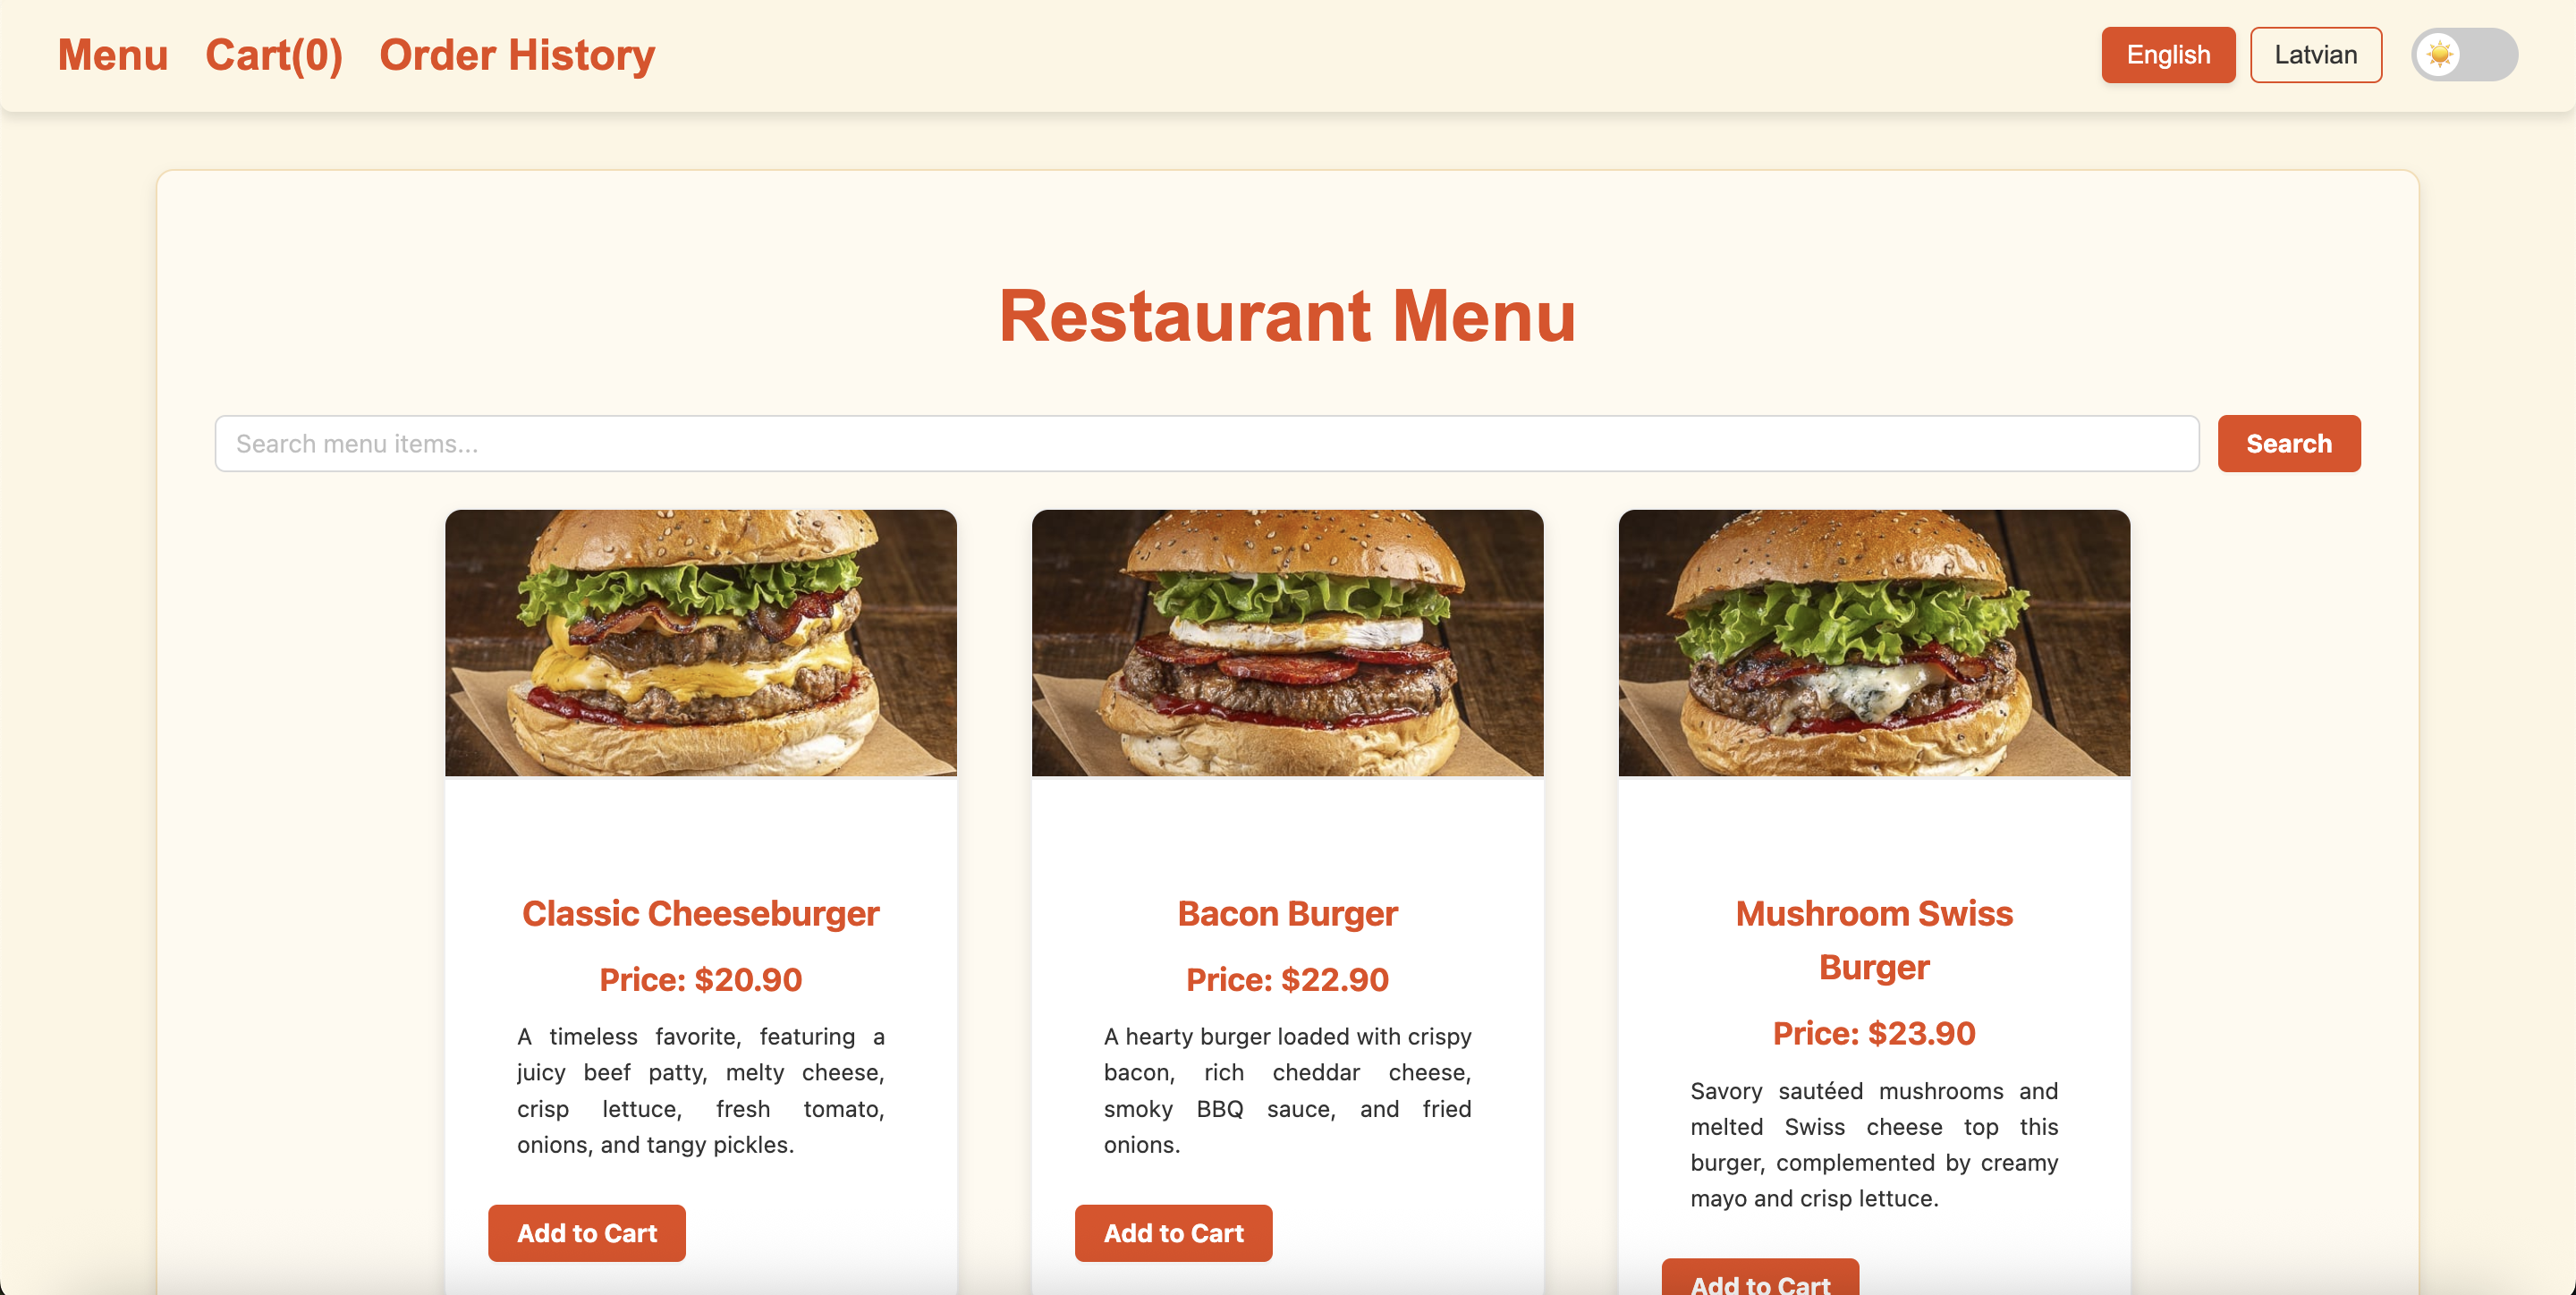 Menu Cart(0) Order History English Latvian
Restaurant Menu
Search menu items... Search
Classic Cheeseburger
Price: $20.90
A timeless favorite, featuring a
juicy beef patty, melty cheese,
crisp lettuce, fresh tomato,
onions, and tangy pickles.
Add to Cart
Bacon Burger
Price: $22.90
A hearty burger loaded with crispy
bacon, rich cheddar cheese,
smoky BBQ sauce, and fried
onions.
Add to Cart
Mushroom Swiss
Burger
Price: $23.90
Savory sautéed mushrooms and
melted Swiss cheese top this
burger, complemented by creamy
mayo and crisp lettuce.
Add to Cart